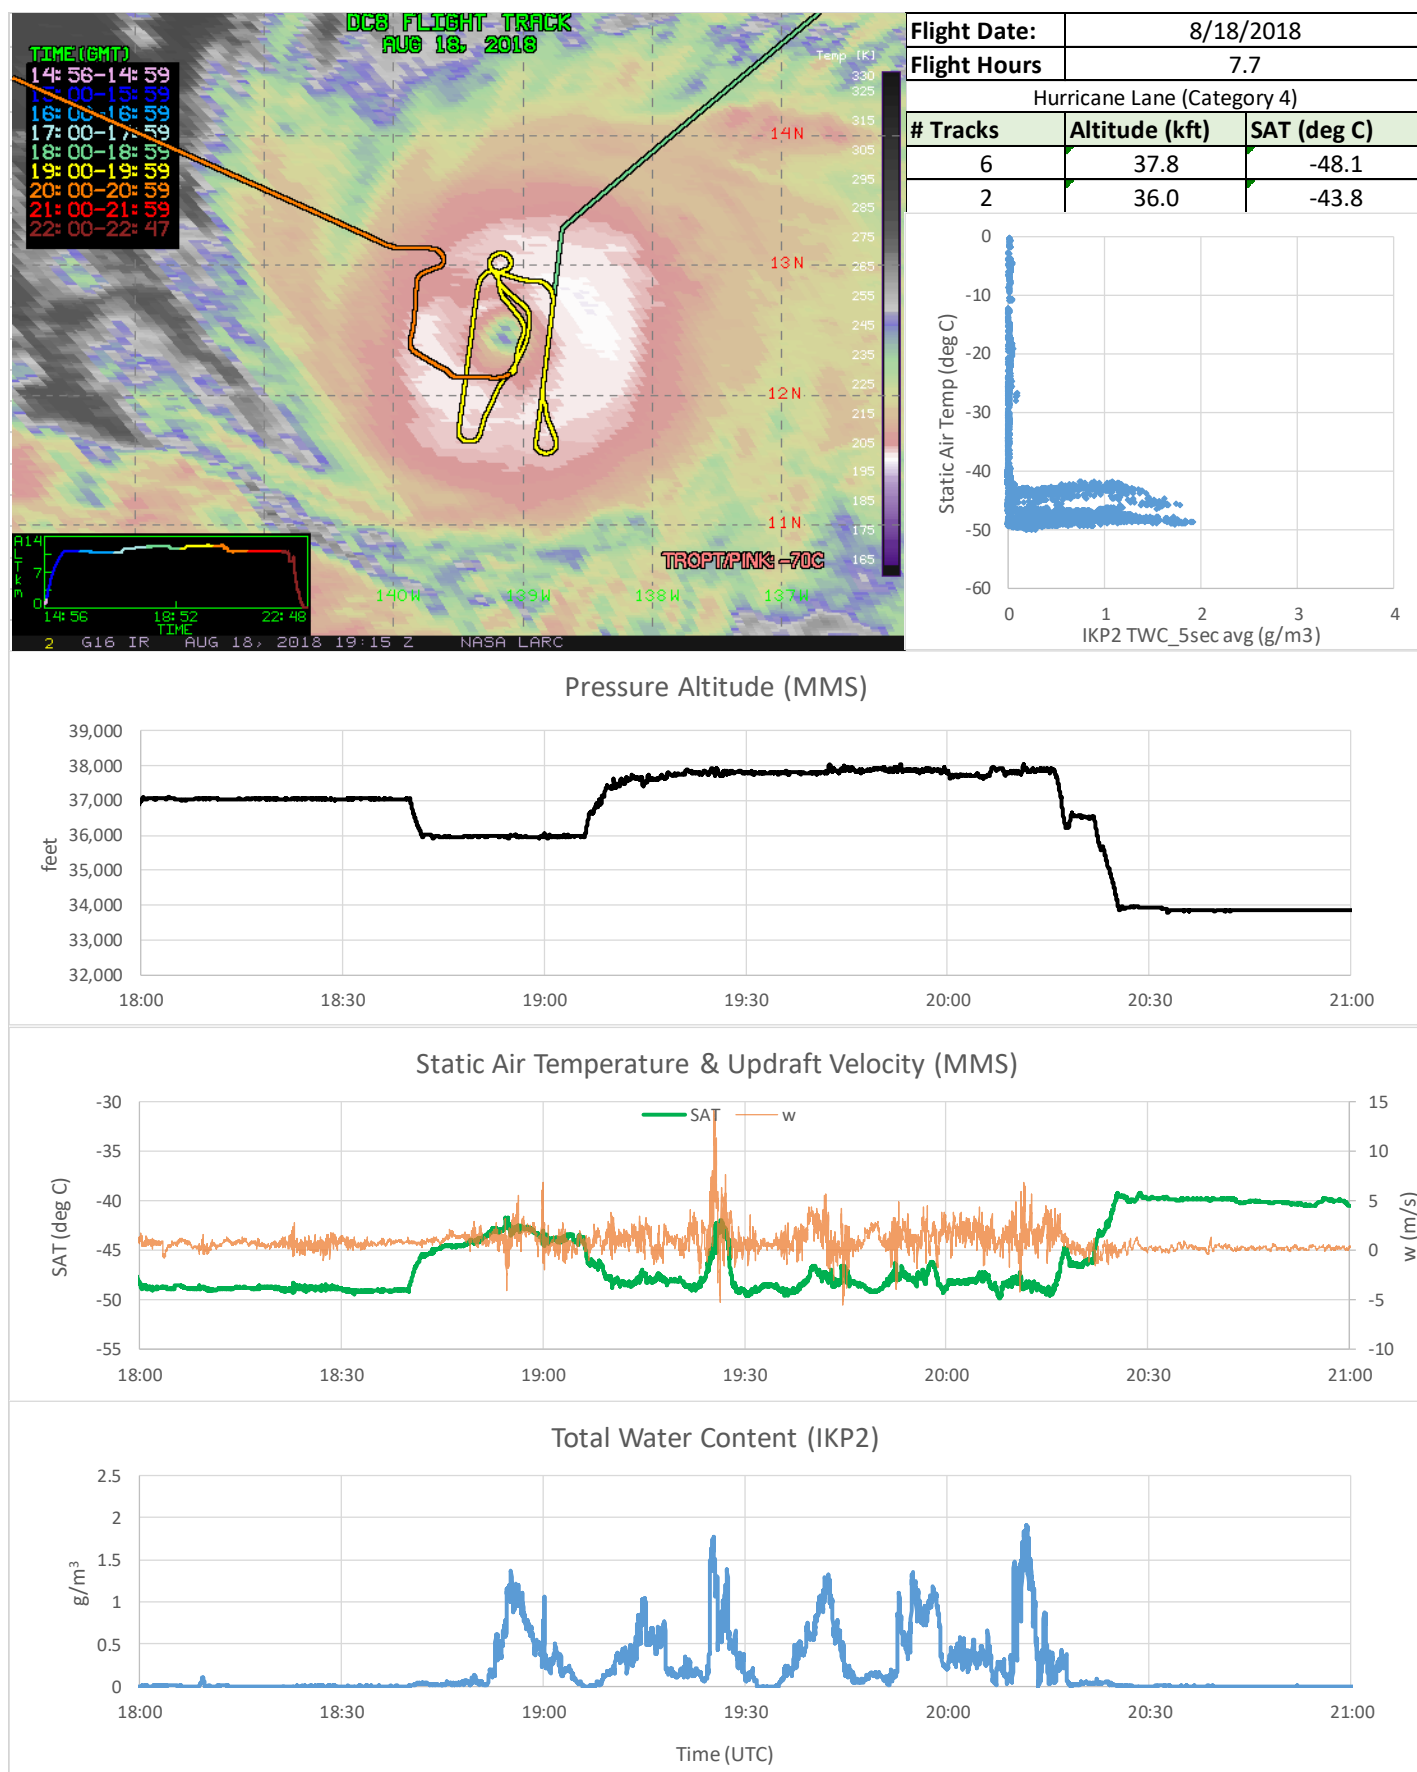 DC8 FLIGHT TRACK
AUG 18, 2018
TIME(GMT)
14:56-14:59
15:00-15:59
16:00-16:59
17:00-17:59
18:00-18:59
19:00-19:59
20:00-20:59
21:00-21:59
22:00-22:47
Temp [K]
330
325
315
305
295
285
275
265
255
245
235
225
215
205
195
185
175
165
14N
13N
12N
11N
140W
139W
138W
137W
TROPT/PINK: -70C
ALT km
14
7
0
14:56
18:52
22:48
TIME
2 G16 IR AUG 18, 2018 19:15 Z NASA LARC
Flight Date: 8/18/2018
Flight Hours 7.7
Hurricane Lane (Category 4)
# Tracks Altitude (kft) SAT (deg C)
6 37.8 -48.1
2 36.0 -43.8
Static Air Temp (deg C)
0
-10
-20
-30
-40
-50
-60
0 1 2 3 4
IKP2 TWC_5sec avg (g/m3)
Pressure Altitude (MMS)
feet
39,000
38,000
37,000
36,000
35,000
34,000
33,000
32,000
18:00 18:30 19:00 19:30 20:00 20:30 21:00
Static Air Temperature & Updraft Velocity (MMS)
SAT w
SAT (deg C)
-30
-35
-40
-45
-50
-55
15
10
5
0
-5
-10
w (m/s)
18:00 18:30 19:00 19:30 20:00 20:30 21:00
Total Water Content (IKP2)
g/m³
2.5
2
1.5
1
0.5
0
18:00 18:30 19:00 19:30 20:00 20:30 21:00
Time (UTC)